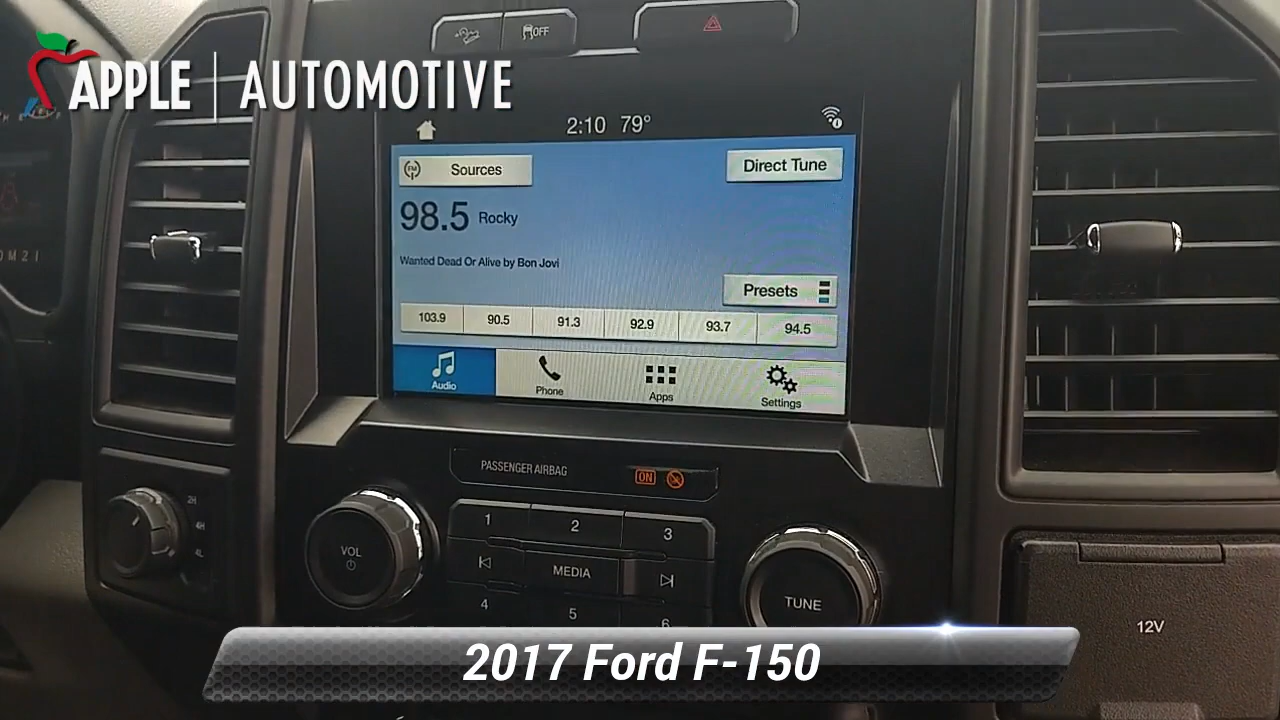 OFF
APPLE | AUTOMOTIVE
2:10 79°
Sources
Direct Tune
98.5 Rocky
Wanted Dead Or Alive by Bon Jovi
Presets
103.9 90.5 91.3 92.9 93.7 94.5
Audio Phone Apps Settings
PASSENGER AIRBAG ON
2H
4H
4L
1 2 3
VOL
MEDIA
TUNE
4 5 6
12V
2017 Ford F-150